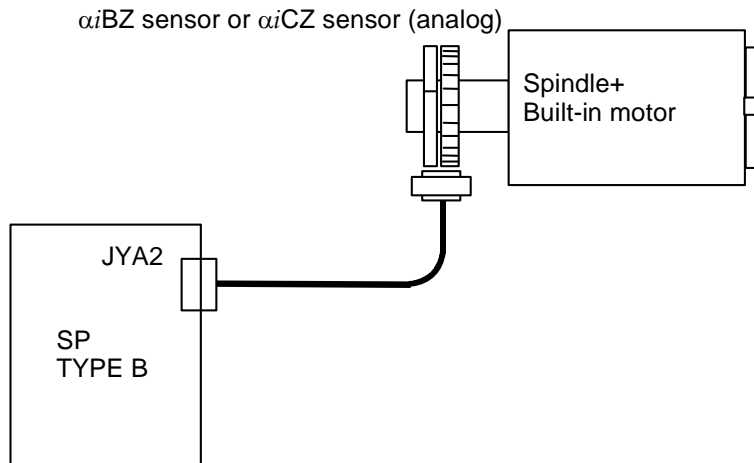 αiBZ sensor or αiCZ sensor (analog)
Spindle+
Built-in motor
JYA2
SP
TYPE B